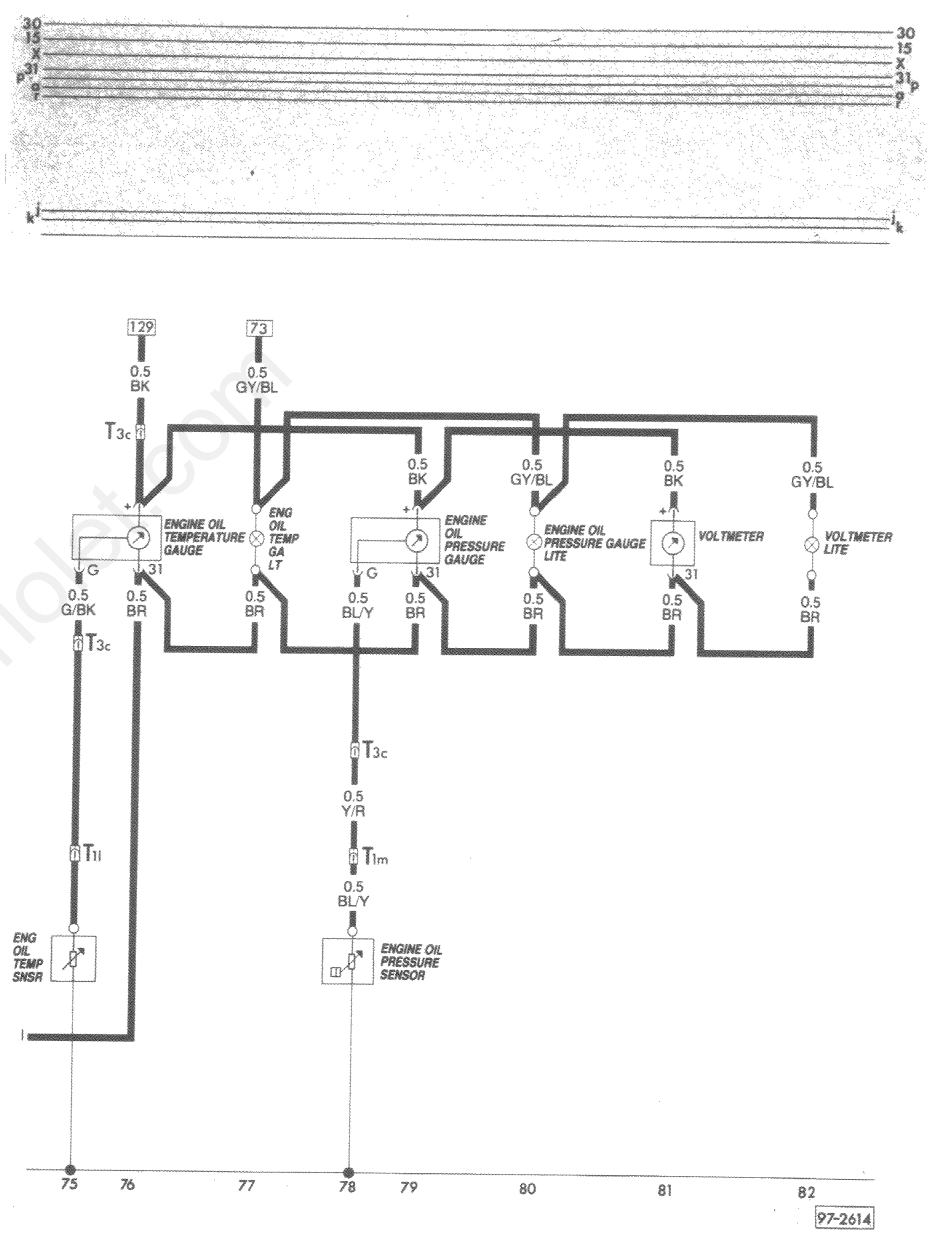 30
15
X
31
p
q
r
30
15
X
31
p
q
r
j
k
j
k
129
73
0.5
BK
0.5
GY/BL
T3c
0.5
BK
0.5
GY/BL
0.5
BK
0.5
GY/BL
+
ENGINE OIL
TEMPERATURE
GAUGE
ENG
OIL
TEMP
GA
LT
+
ENGINE
OIL
PRESSURE
GAUGE
ENGINE OIL
PRESSURE GAUGE
LITE
+
VOLTMETER
VOLTMETER
LITE
G
31
G
31
31
0.5
G/BK
0.5
BR
0.5
BR
0.5
BL/Y
0.5
BR
0.5
BR
0.5
BR
0.5
BR
T3c
T3c
0.5
Y/R
T1l
T1m
0.5
BL/Y
ENG
OIL
TEMP
SNSR
ENGINE OIL
PRESSURE
SENSOR
l
75 76 77 78 79 80 81 82
97-2614